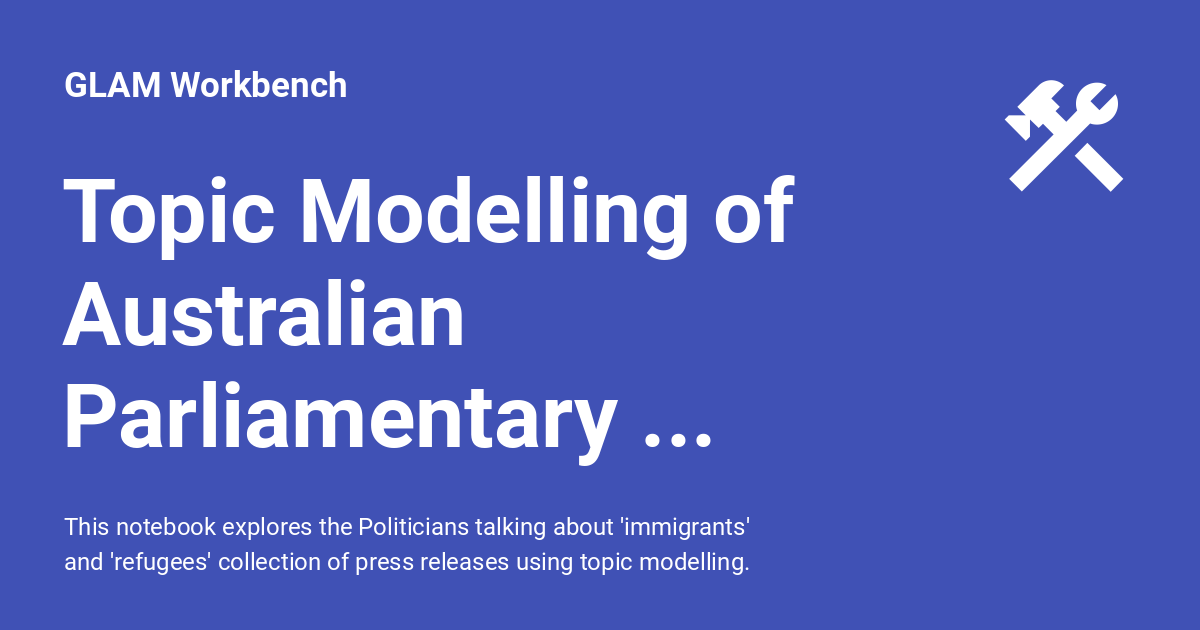 GLAM Workbench
Topic Modelling of
Australian
Parliamentary ...
This notebook explores the Politicians talking about 'immigrants'
and 'refugees' collection of press releases using topic modelling.